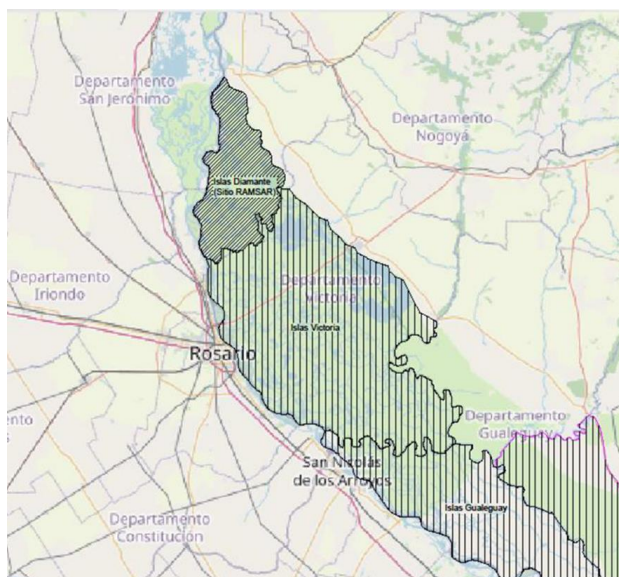 Departamento
San Jerónimo
Departamento
Nogoyá
Islas Diamante
(Sitio RAMSAR)
Departamento
Iriondo
Departamento
Victoria
Islas Victoria
Rosario
Departamento
Gualeguay
San Nicolás
de los Arroyos
Islas Gualeguay
Departamento
Constitución